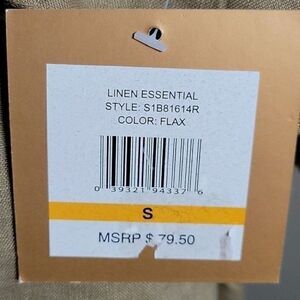 LINEN ESSENTIAL
STYLE: S1B81614R
COLOR: FLAX
0 39321 94337 6
S
MSRP $ 79.50